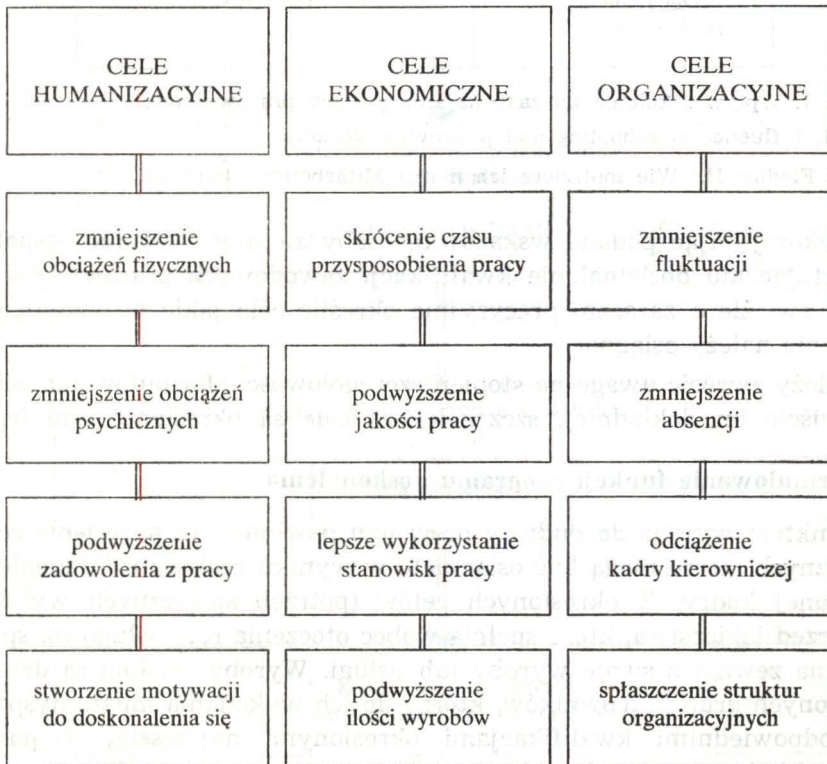 CELE
HUMANIZACYJNE
zmniejszenie
obciążeń fizycznych
zmniejszenie obciążeń
psychicznych
podwyższenie
zadowolenia z pracy
stworzenie motywacji
do doskonalenia się
CELE
EKONOMICZNE
skrócenie czasu
przysposobienia pracy
podwyższenie
jakości pracy
lepsze wykorzystanie
stanowisk pracy
podwyższenie
ilości wyrobów
CELE
ORGANIZACYJNE
zmniejszenie
fluktuacji
zmniejszenie
absencji
odciążenie
kadry kierowniczej
spłaszczenie struktur
organizacyjnych